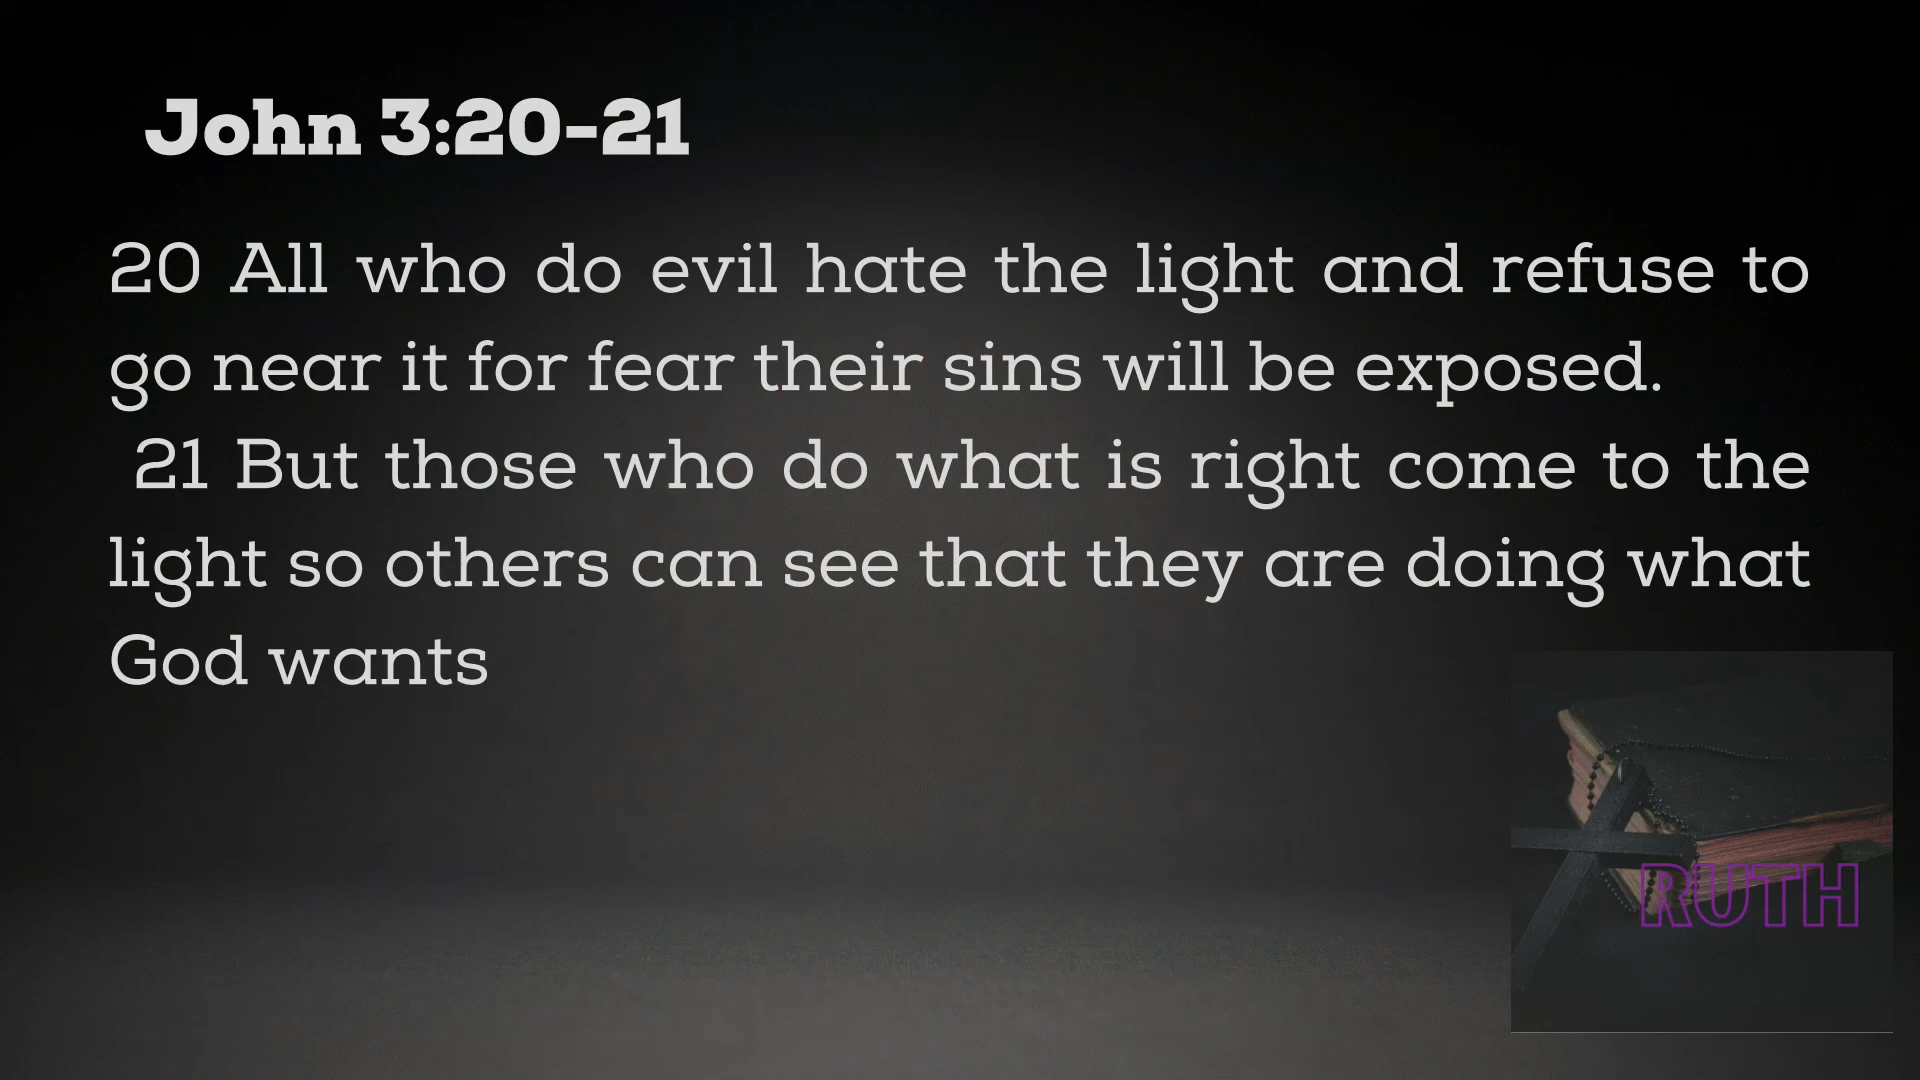 John 3:20-21
20 All who do evil hate the light and refuse to
go near it for fear their sins will be exposed.
21 But those who do what is right come to the
light so others can see that they are doing what
God wants
RUTH